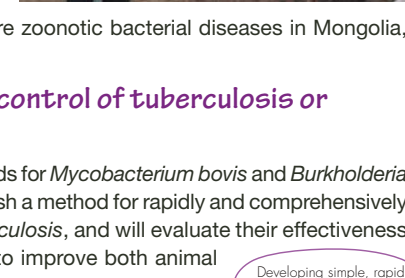 re zoonotic bacterial diseases in Mongolia,
control of tuberculosis or
ds for Mycobacterium bovis and Burkholderia
sh a method for rapidly and comprehensively
culosis, and will evaluate their effectiveness
to improve both animal
Developing simple, rapid